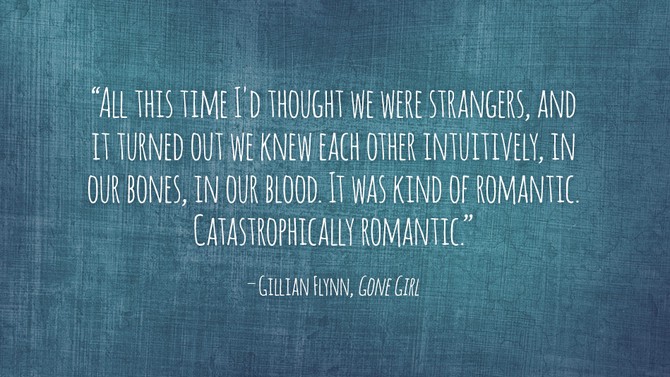 “All this time I'd thought we were strangers, and
it turned out we knew each other intuitively, in
our bones, in our blood. It was kind of romantic.
Catastrophically romantic.”
–Gillian Flynn, Gone Girl